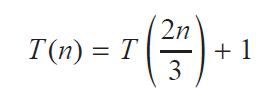 T(n) = T(2n/3) + 1